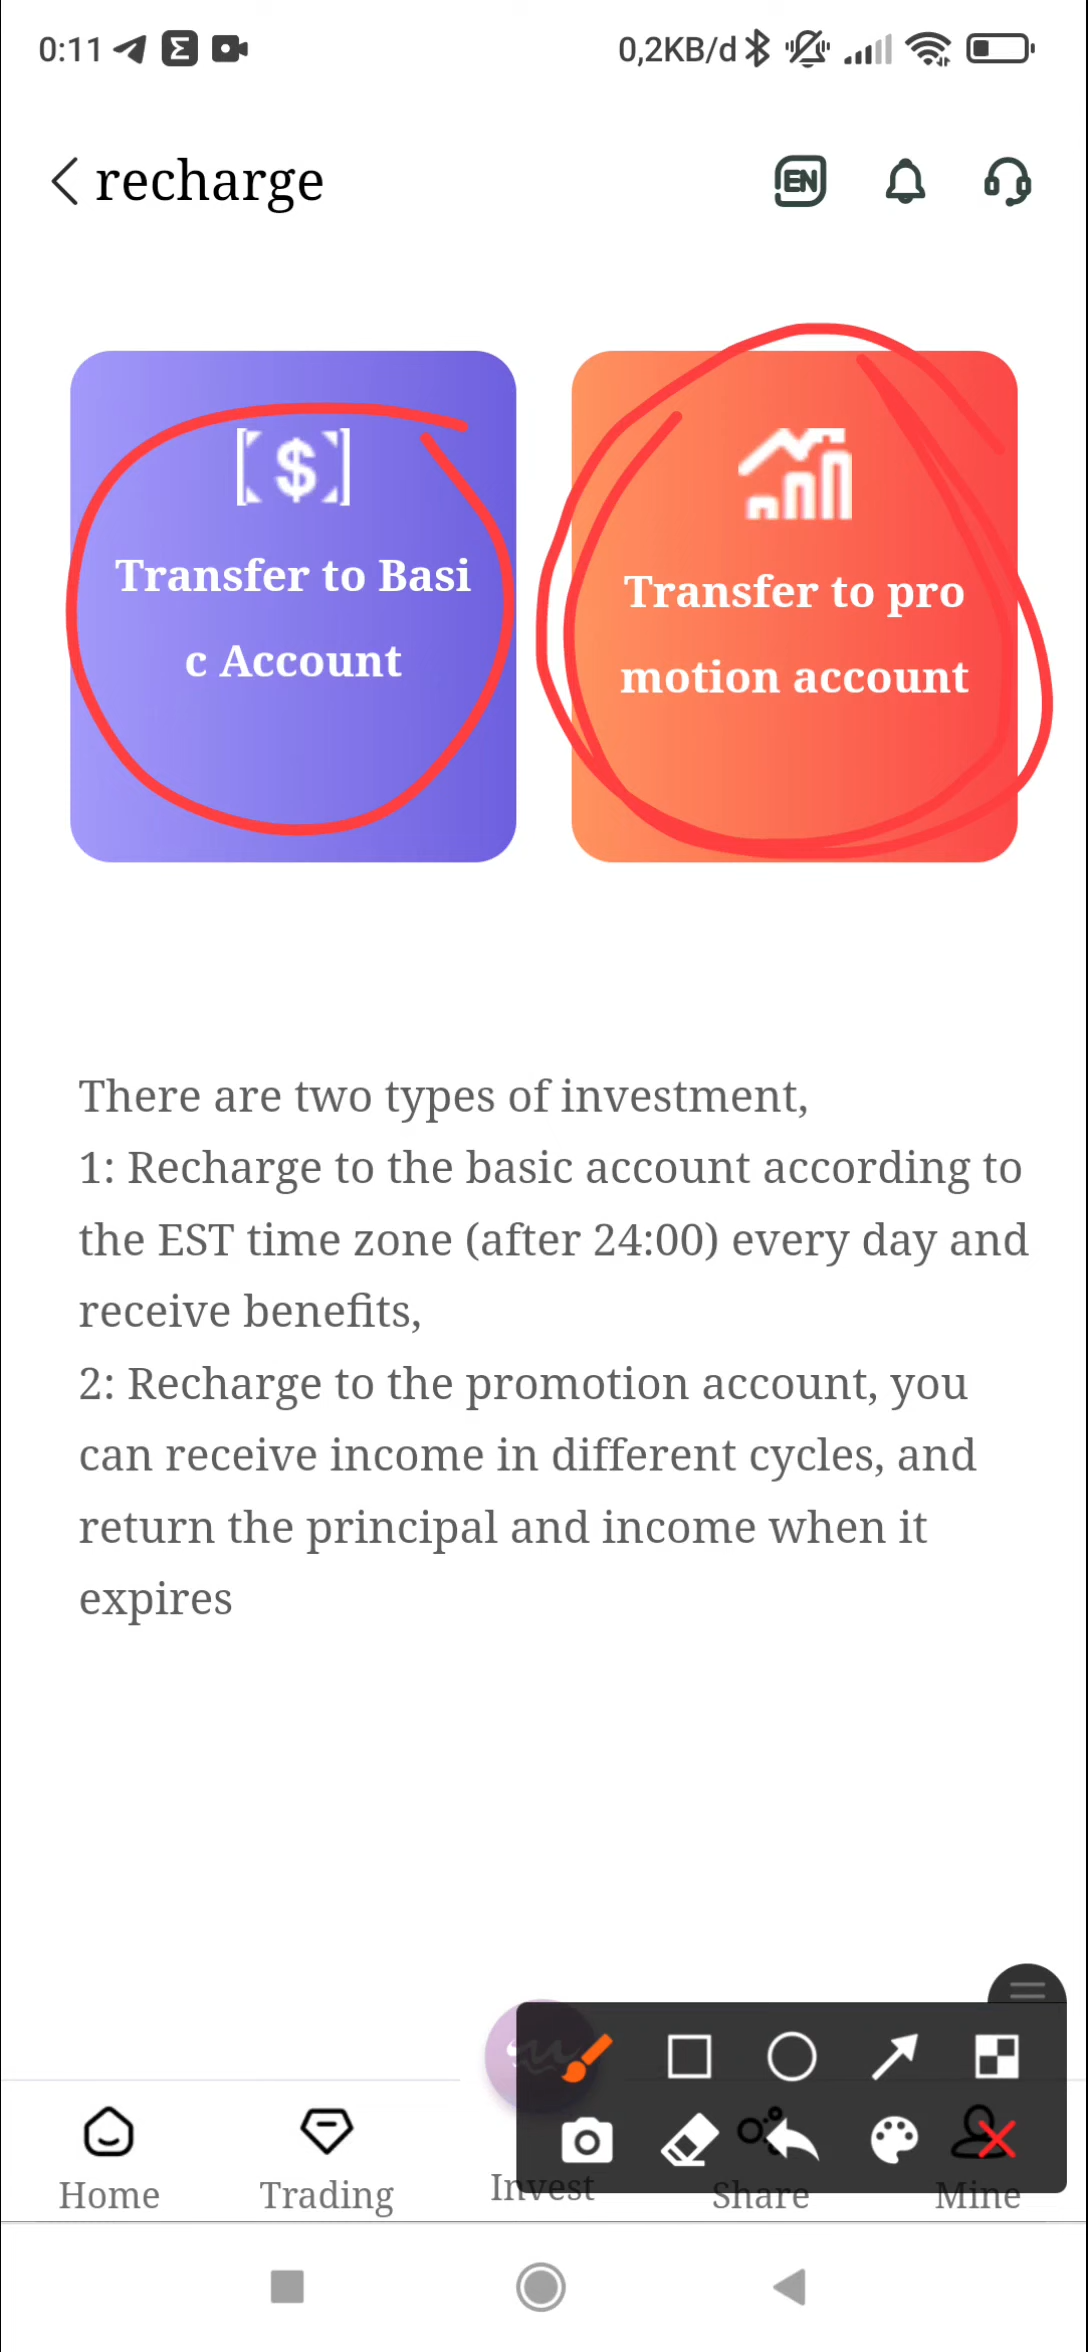 0:11 0,2KB/d
recharge EN
Transfer to Basi
c Account
Transfer to pro
motion account
There are two types of investment,
1: Recharge to the basic account according to
the EST time zone (after 24:00) every day and
receive benefits,
2: Recharge to the promotion account, you
can receive income in different cycles, and
return the principal and income when it
expires
Home Trading Invest Share Mine